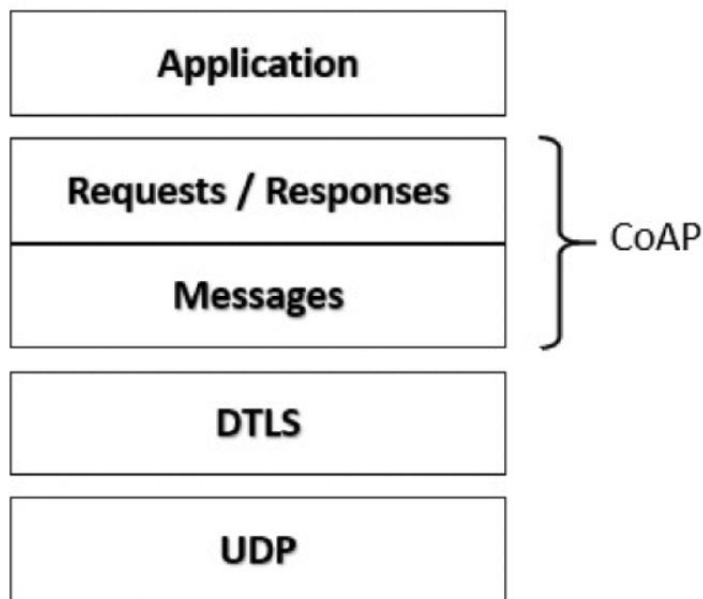 Application
Requests / Responses
CoAP
Messages
DTLS
UDP